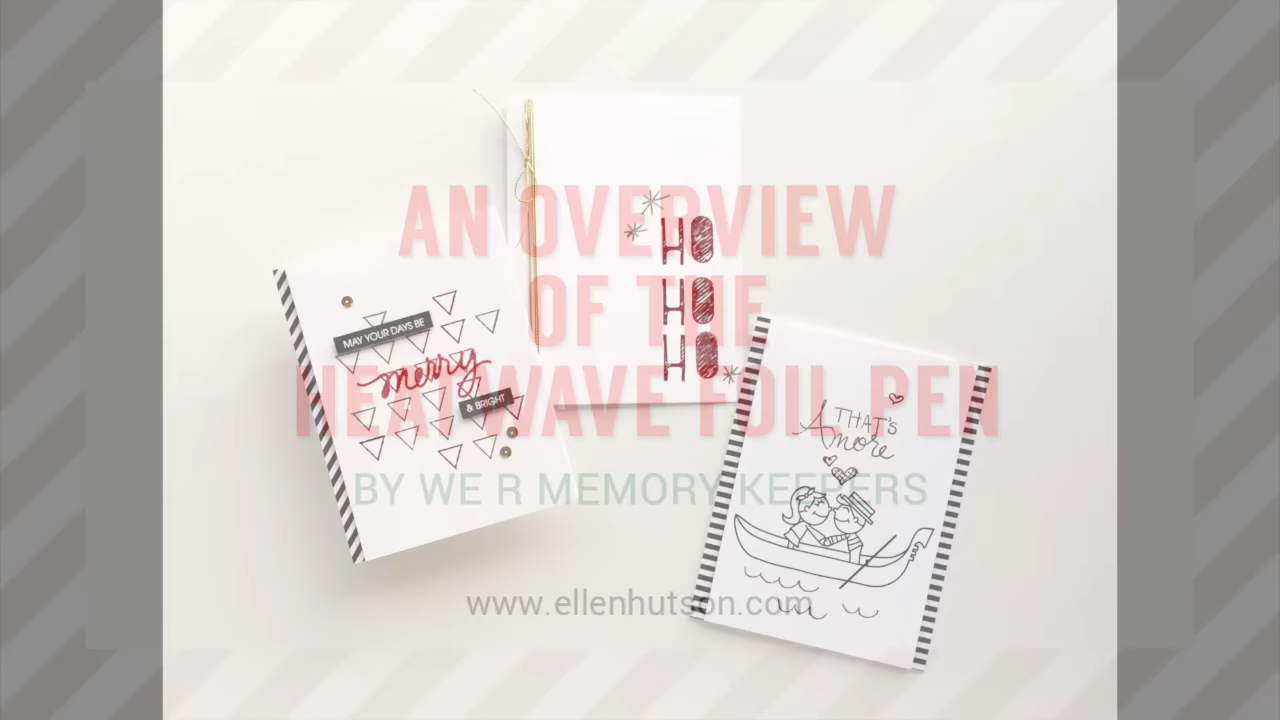 AN OVERVIEW
OF THE
HEATWAVE FOIL PEN
BY WE R MEMORY KEEPERS
www.ellenhutson.com
HO
HO
HO
MAY YOUR DAYS BE
merry
& BRIGHT
THAT'S
Amore